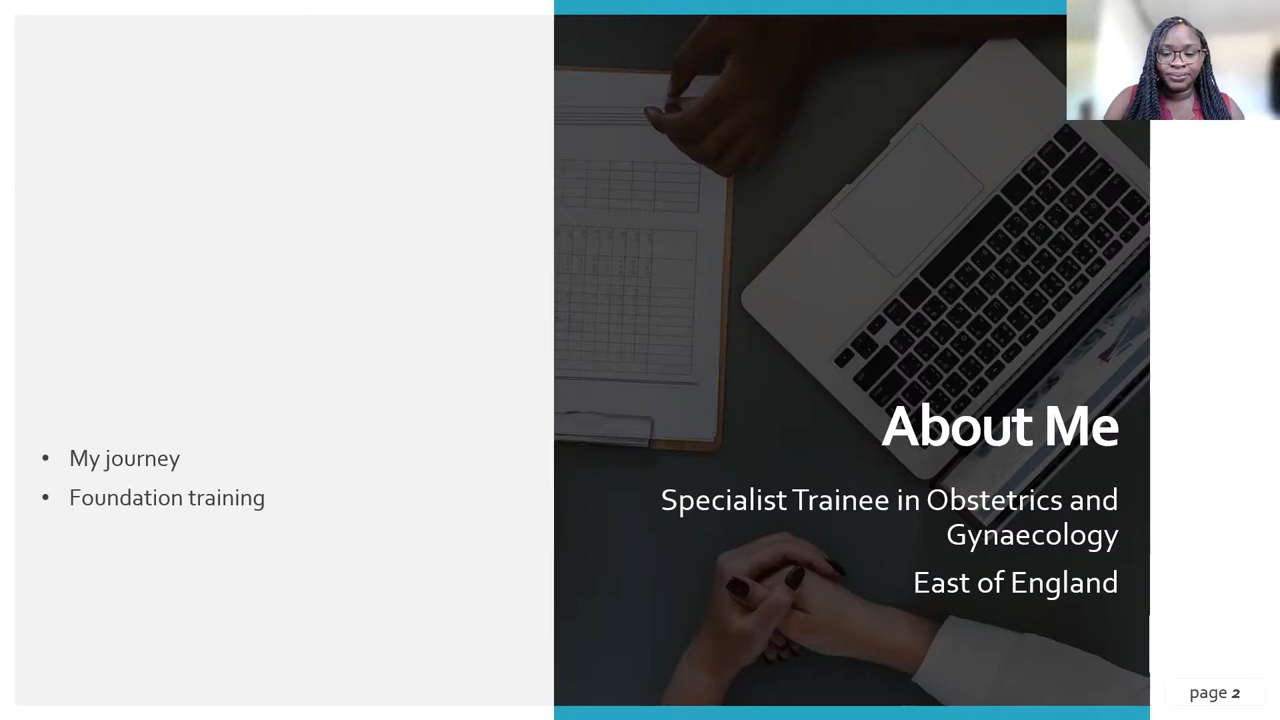 My journey
Foundation training
About Me
Specialist Trainee in Obstetrics and
Gynaecology
East of England
page 2